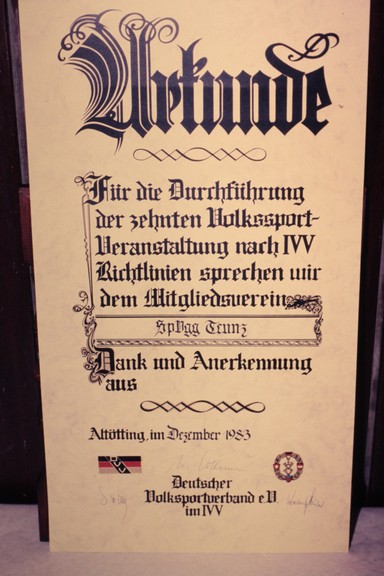 Urkunde
Für die Durchführung
der zehnten Volkssport-
Veranstaltung nach IVV
Richtlinien sprechen wir
dem Mitgliedsverein
SpVgg Teunz
Dank und Anerkennung
aus
Altötting, im Dezember 1983
Deutscher
Volksportverband e.V.
im IVV